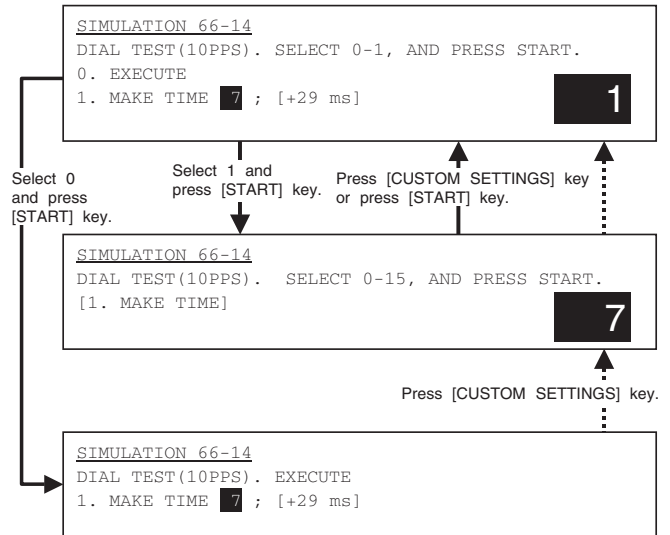 SIMULATION 66-14
DIAL TEST(10PPS). SELECT 0-1, AND PRESS START.
0. EXECUTE
1. MAKE TIME 7 ; [+29 ms]
1
Select 0
and press
[START] key.
Select 1 and
press [START] key.
Press [CUSTOM SETTINGS] key
or press [START] key.
SIMULATION 66-14
DIAL TEST(10PPS). SELECT 0-15, AND PRESS START.
[1. MAKE TIME]
7
Press [CUSTOM SETTINGS] key.
SIMULATION 66-14
DIAL TEST(10PPS). EXECUTE
1. MAKE TIME 7 ; [+29 ms]